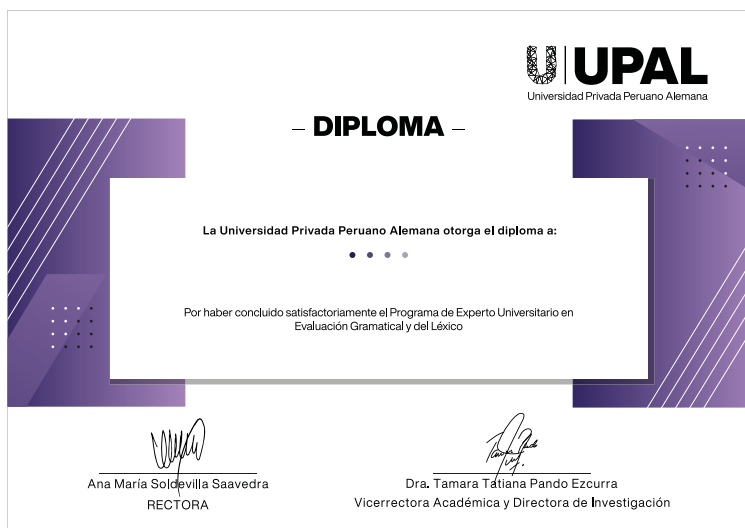 UPAL
Universidad Privada Peruano Alemana
– DIPLOMA –
La Universidad Privada Peruano Alemana otorga el diploma a:
Por haber concluido satisfactoriamente el Programa de Experto Universitario en
Evaluación Gramatical y del Léxico
Ana María Soldevilla Saavedra
RECTORA
Dra. Tamara Tatiana Pando Ezcurra
Vicerrectora Académica y Directora de Investigación